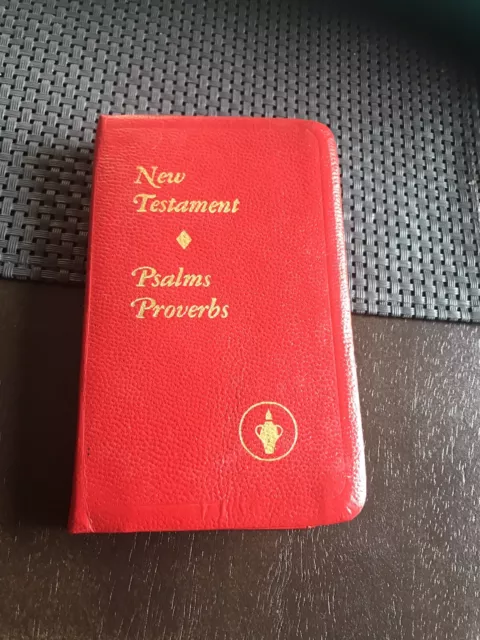 New
Testament
Psalms
Proverbs